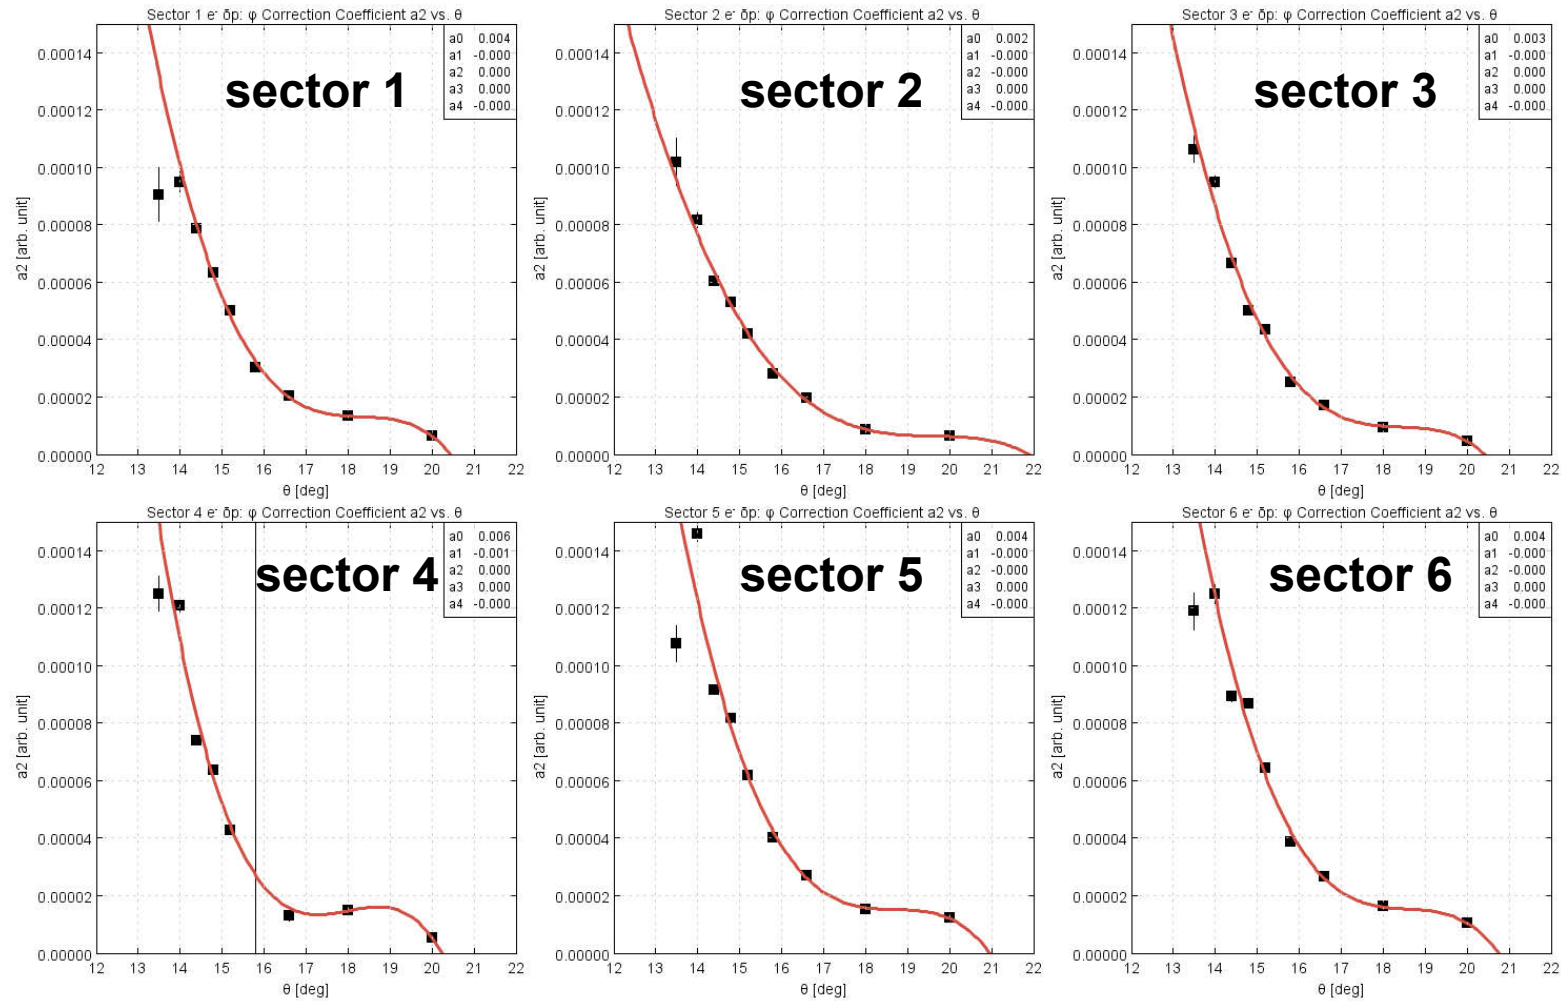 Sector 1 e⁻ δp: φ Correction Coefficient a2 vs. θ
a0 0.004
a1 -0.000
a2 0.000
a3 0.000
a4 -0.000
sector 1
0.00014
0.00012
0.00010
0.00008
0.00006
0.00004
0.00002
0.00000
a2 [arb. unit]
12 13 14 15 16 17 18 19 20 21 22
θ [deg]
Sector 2 e⁻ δp: φ Correction Coefficient a2 vs. θ
a0 0.002
a1 -0.000
a2 0.000
a3 -0.000
a4 -0.000
sector 2
0.00014
0.00012
0.00010
0.00008
0.00006
0.00004
0.00002
0.00000
a2 [arb. unit]
12 13 14 15 16 17 18 19 20 21 22
θ [deg]
Sector 3 e⁻ δp: φ Correction Coefficient a2 vs. θ
a0 0.003
a1 -0.000
a2 0.000
a3 0.000
a4 -0.000
sector 3
0.00014
0.00012
0.00010
0.00008
0.00006
0.00004
0.00002
0.00000
a2 [arb. unit]
12 13 14 15 16 17 18 19 20 21 22
θ [deg]
Sector 4 e⁻ δp: φ Correction Coefficient a2 vs. θ
a0 0.006
a1 -0.001
a2 0.000
a3 0.000
a4 -0.000
sector 4
0.00014
0.00012
0.00010
0.00008
0.00006
0.00004
0.00002
0.00000
a2 [arb. unit]
12 13 14 15 16 17 18 19 20 21 22
θ [deg]
Sector 5 e⁻ δp: φ Correction Coefficient a2 vs. θ
a0 0.004
a1 -0.000
a2 -0.000
a3 0.000
a4 -0.000
sector 5
0.00014
0.00012
0.00010
0.00008
0.00006
0.00004
0.00002
0.00000
a2 [arb. unit]
12 13 14 15 16 17 18 19 20 21 22
θ [deg]
Sector 6 e⁻ δp: φ Correction Coefficient a2 vs. θ
a0 0.004
a1 -0.000
a2 -0.000
a3 0.000
a4 -0.000
sector 6
0.00014
0.00012
0.00010
0.00008
0.00006
0.00004
0.00002
0.00000
a2 [arb. unit]
12 13 14 15 16 17 18 19 20 21 22
θ [deg]